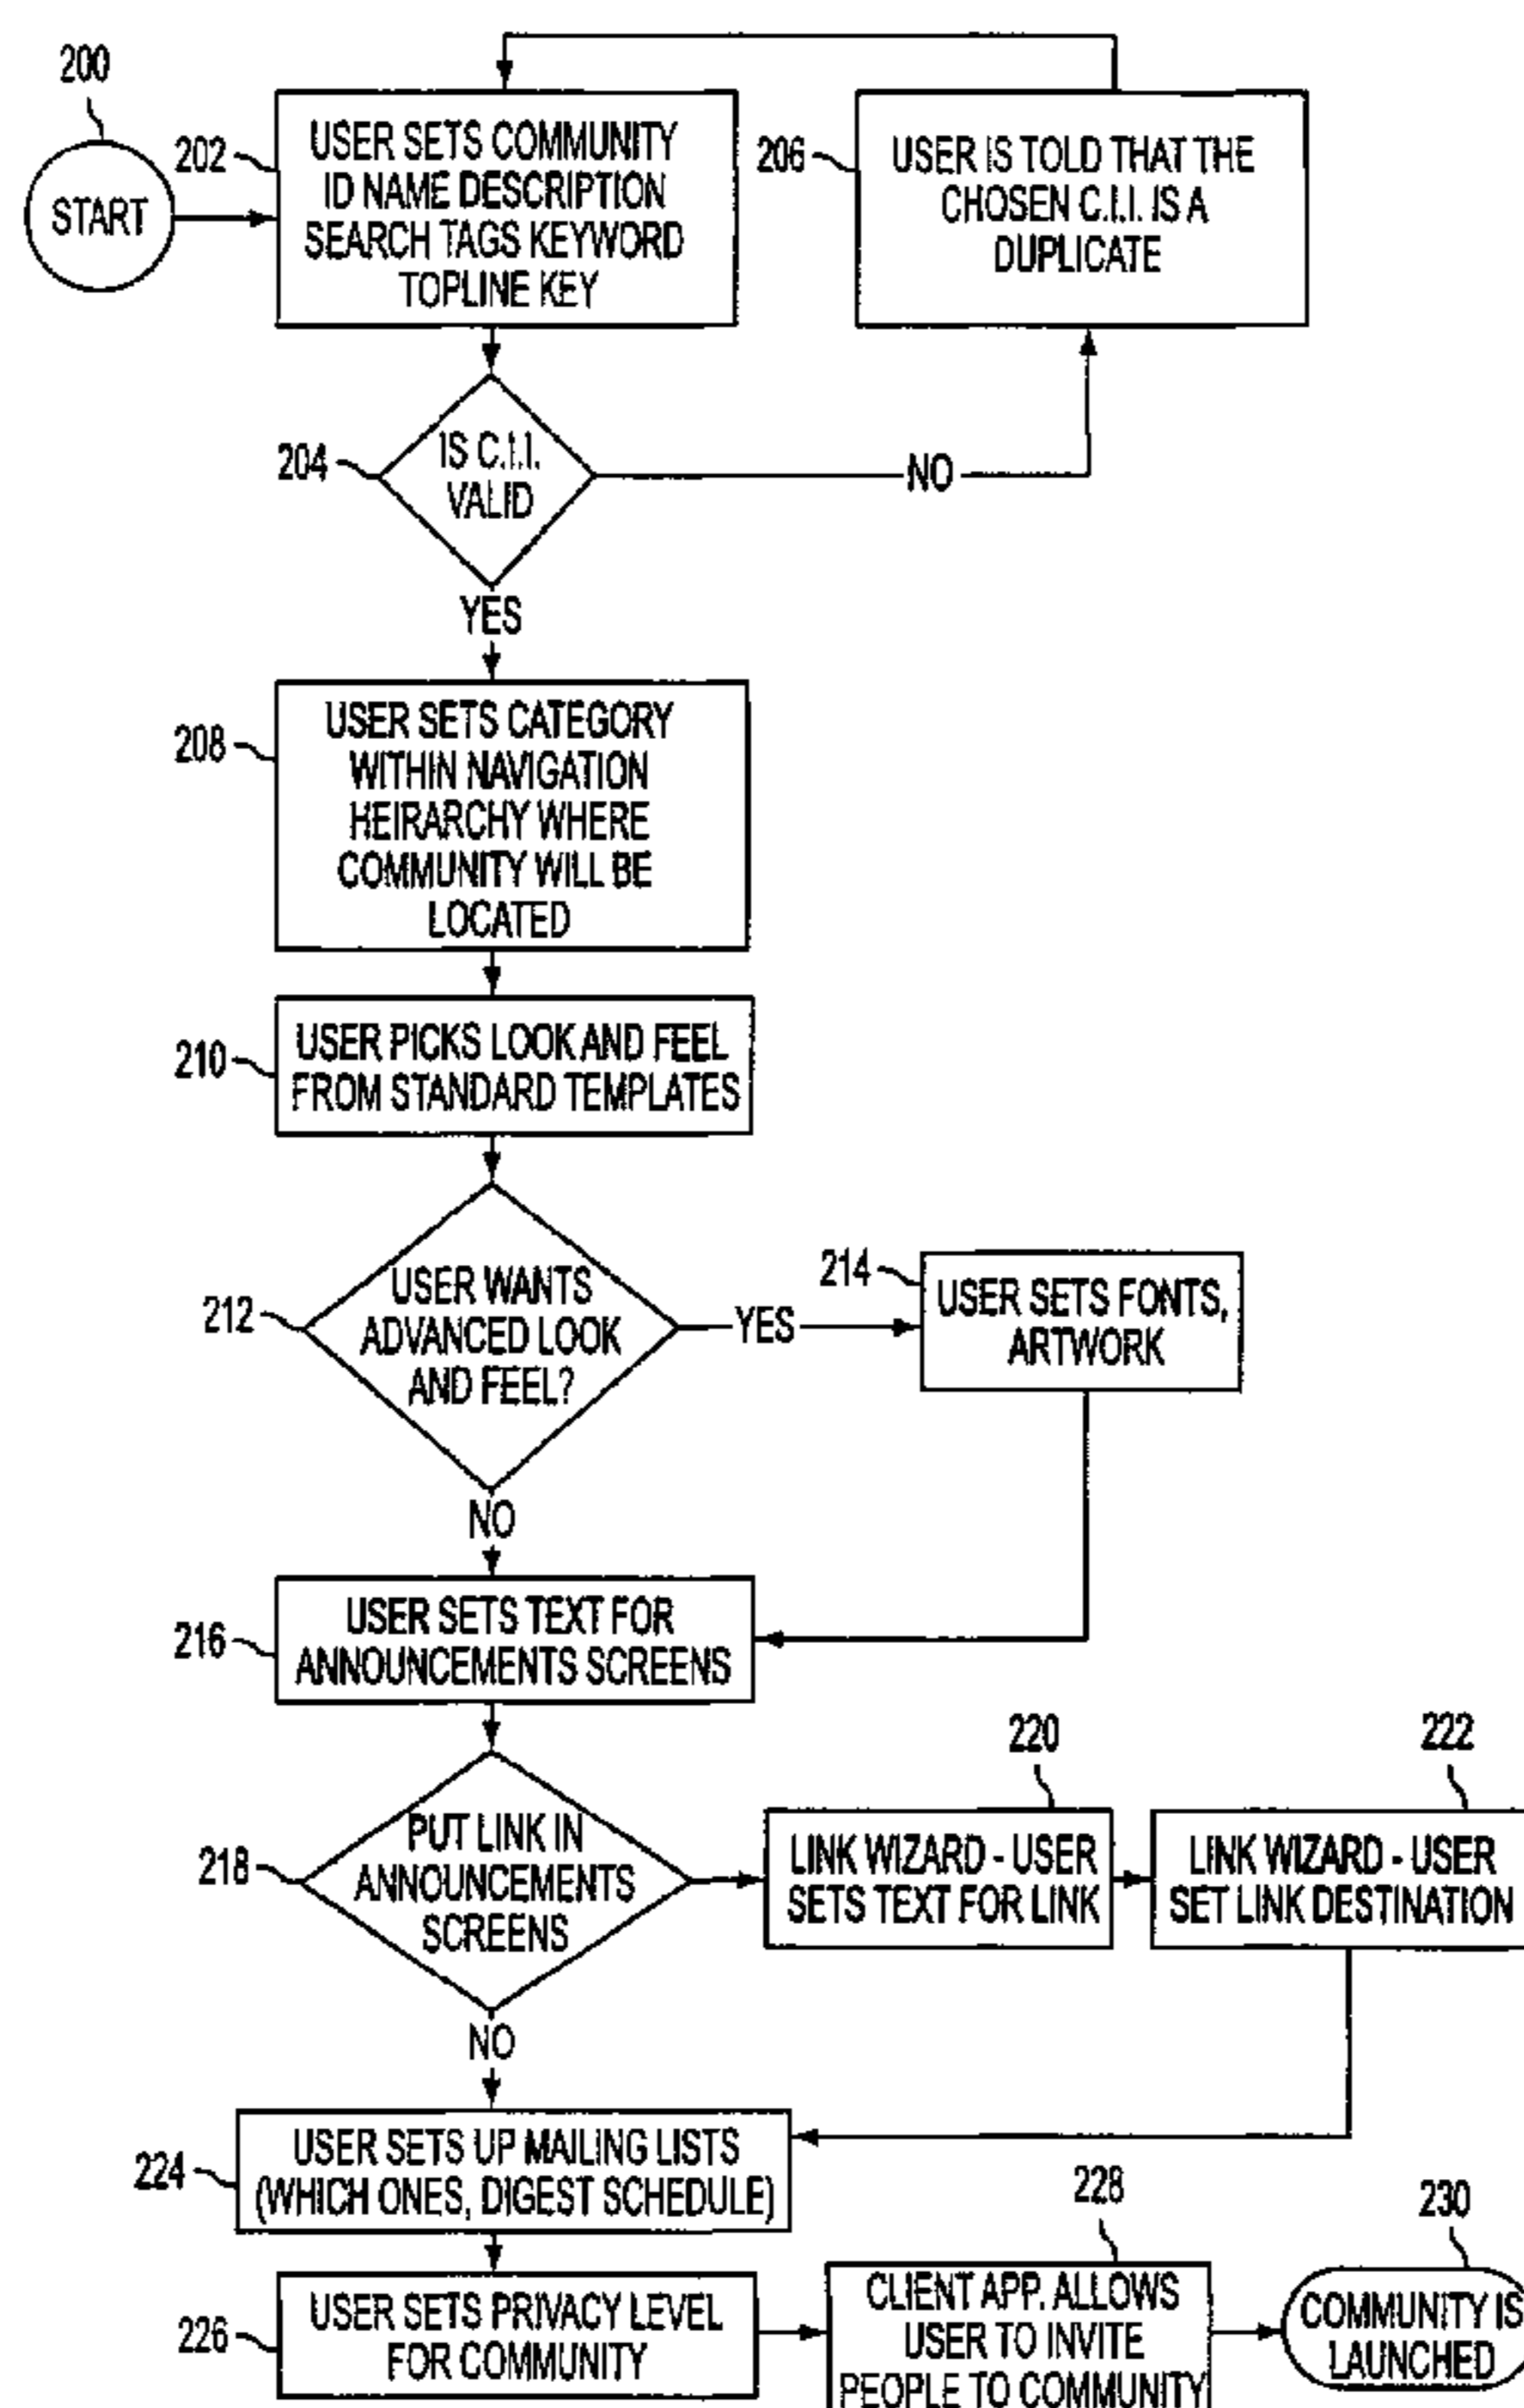 200
START
202
USER SETS COMMUNITY
ID NAME DESCRIPTION
SEARCH TAGS KEYWORD
TOPLINE KEY
206
USER IS TOLD THAT THE
CHOSEN C.I.I. IS A
DUPLICATE
204
IS C.I.I.
VALID
NO
YES
208
USER SETS CATEGORY
WITHIN NAVIGATION
HEIRARCHY WHERE
COMMUNITY WILL BE
LOCATED
210
USER PICKS LOOK AND FEEL
FROM STANDARD TEMPLATES
212
USER WANTS
ADVANCED LOOK
AND FEEL?
YES
214
USER SETS FONTS,
ARTWORK
NO
216
USER SETS TEXT FOR
ANNOUNCEMENTS SCREENS
218
PUT LINK IN
ANNOUNCEMENTS
SCREENS
220
LINK WIZARD - USER
SETS TEXT FOR LINK
222
LINK WIZARD - USER
SET LINK DESTINATION
NO
224
USER SETS UP MAILING LISTS
(WHICH ONES, DIGEST SCHEDULE)
226
USER SETS PRIVACY LEVEL
FOR COMMUNITY
228
CLIENT APP. ALLOWS
USER TO INVITE
PEOPLE TO COMMUNITY
230
COMMUNITY IS
LAUNCHED